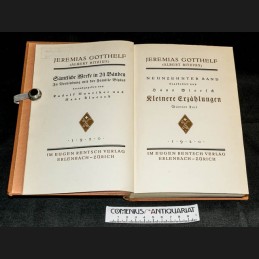 JEREMIAS GOTTHELF
(ALBERT BITZIUS)
Sämtliche Werke in 24 Bänden
In Verbindung mit der Familie Bitzius
herausgegeben von
Rudolf Hunziker und
Hans Bloesch
1920
IM EUGEN RENTSCH VERLAG
ERLENBACH-ZÜRICH
JEREMIAS GOTTHELF
(ALBERT BITZIUS)
NEUNZEHNTER BAND
bearbeitet von
Hans Bloesch
Kleinere Erzählungen
Vierter Teil
1920
IM EUGEN RENTSCH VERLAG
ERLENBACH-ZÜRICH
COMENIUS-ANTIQUARIAT